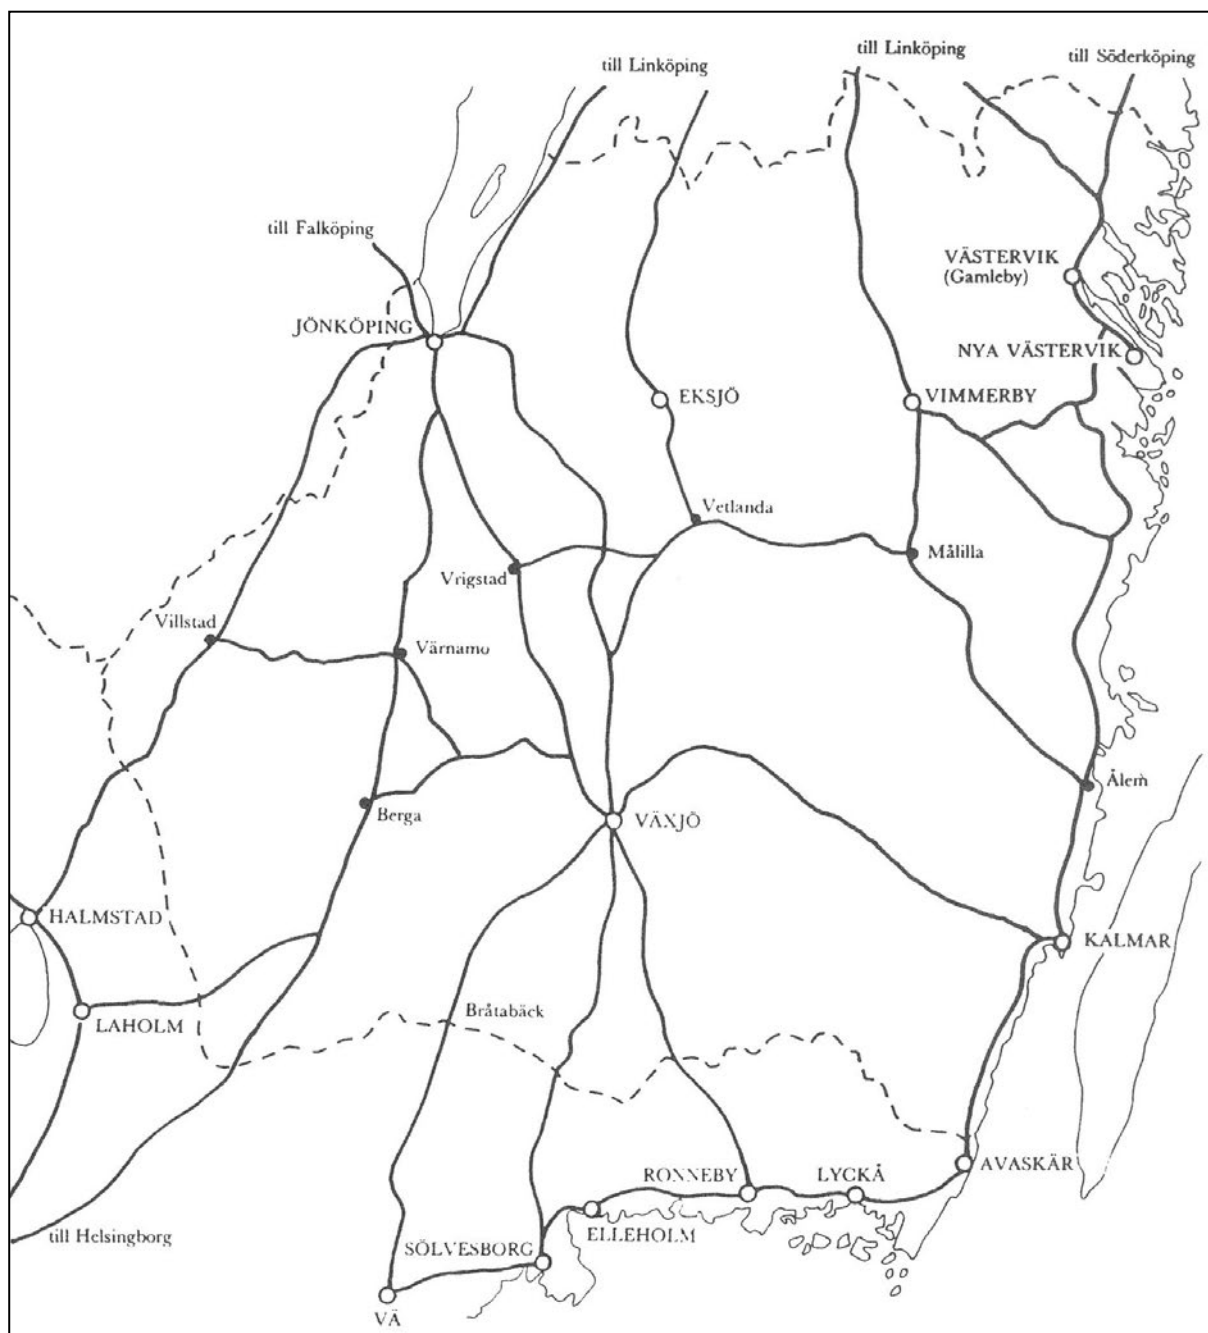 till Linköping
till Linköping
till Söderköping
till Falköping
VÄSTERVIK
(Gamleby)
JÖNKÖPING
NYA VÄSTERVIK
EKSJÖ
VIMMERBY
Vetlanda
Målilla
Vrigstad
Villstad
Värnamo
Ålem
Berga
VÄXJÖ
HALMSTAD
KALMAR
Bråtabäck
LAHOLM
AVASKÄR
RONNEBY
LYCKÅ
till Helsingborg
ELLEHOLM
SÖLVESBORG
VÄ